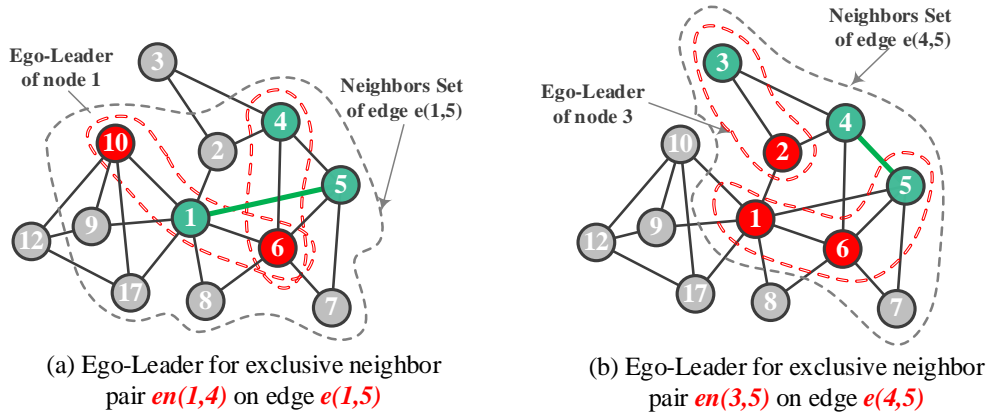 Ego-Leader
of node 1
Neighbors Set
of edge e(1,5)
3
4
10
2
5
1
9
12
6
17
8
7
(a) Ego-Leader for exclusive neighbor
pair en(1,4) on edge e(1,5)
Neighbors Set
of edge e(4,5)
Ego-Leader
of node 3
3
4
10
2
5
1
9
12
6
17
8
7
(b) Ego-Leader for exclusive neighbor
pair en(3,5) on edge e(4,5)